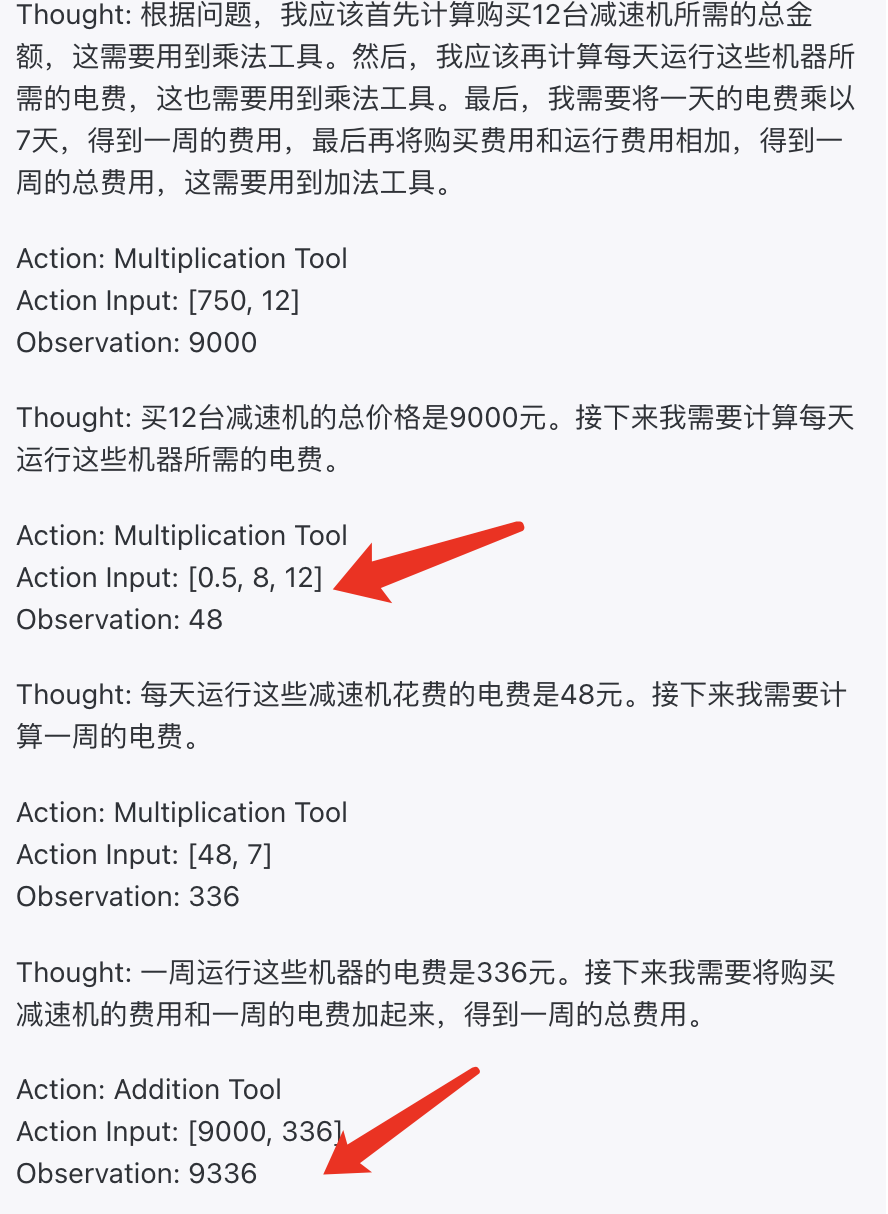 Thought: 根据问题，我应该首先计算购买12台减速机所需的总金
额，这需要用到乘法工具。然后，我应该再计算每天运行这些机器所
需的电费，这也需要用到乘法工具。最后，我需要将一天的电费乘以
7天，得到一周的费用，最后再将购买费用和运行费用相加，得到一
周的总费用，这需要用到加法工具。
Action: Multiplication Tool
Action Input: [750, 12]
Observation: 9000
Thought: 买12台减速机的总价格是9000元。接下来我需要计算每天
运行这些机器所需的电费。
Action: Multiplication Tool
Action Input: [0.5, 8, 12]
Observation: 48
Thought: 每天运行这些减速机花费的电费是48元。接下来我需要计
算一周的电费。
Action: Multiplication Tool
Action Input: [48, 7]
Observation: 336
Thought: 一周运行这些机器的电费是336元。接下来我需要将购买
减速机的费用和一周的电费加起来，得到一周的总费用。
Action: Addition Tool
Action Input: [9000, 336]
Observation: 9336